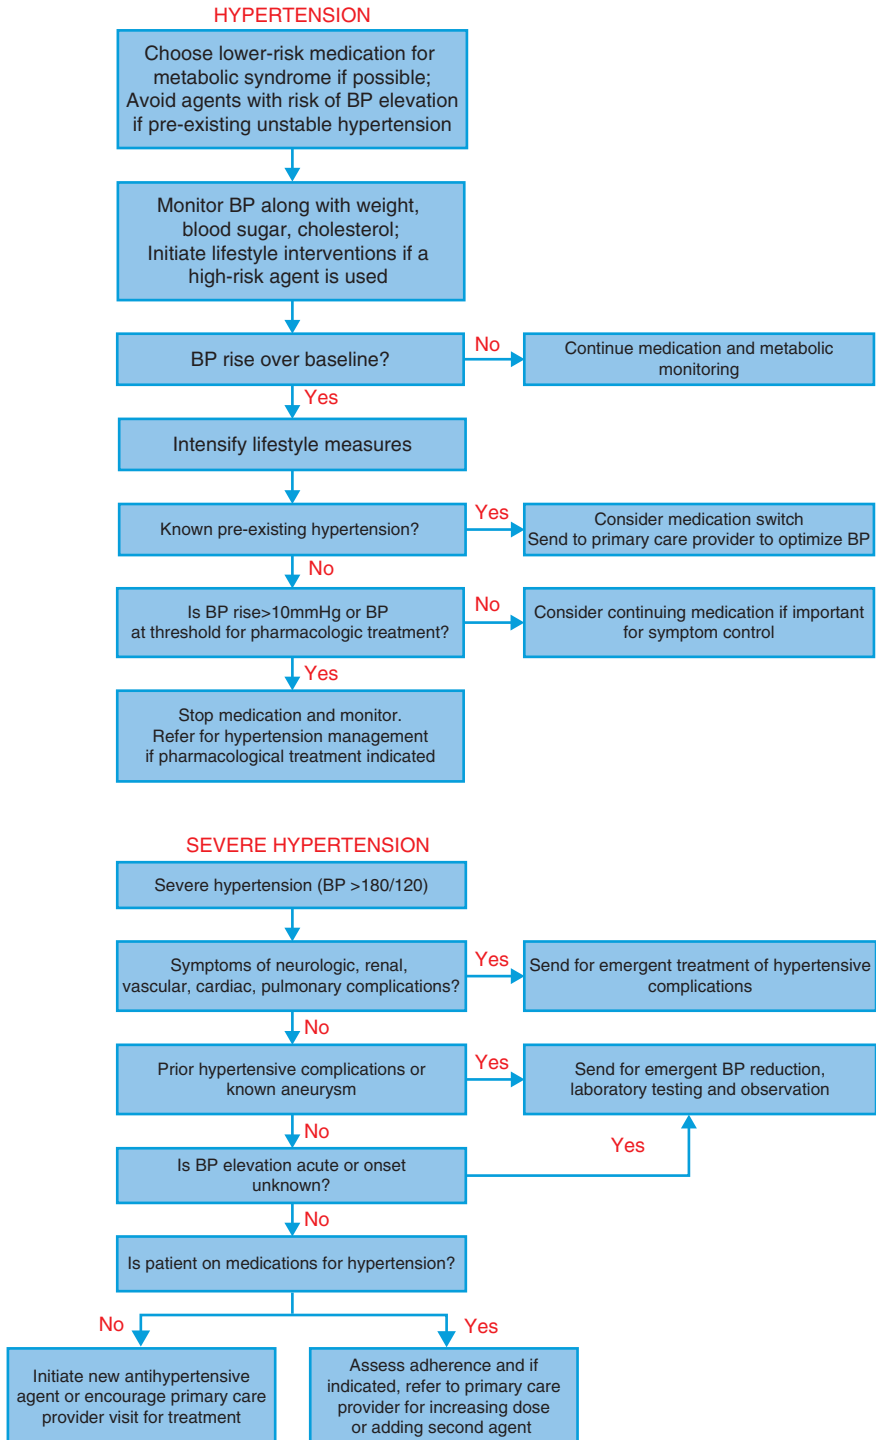 HYPERTENSION
Choose lower-risk medication for
metabolic syndrome if possible;
Avoid agents with risk of BP elevation
if pre-existing unstable hypertension
Monitor BP along with weight,
blood sugar, cholesterol;
Initiate lifestyle interventions if a
high-risk agent is used
BP rise over baseline?
No
Continue medication and metabolic
monitoring
Yes
Intensify lifestyle measures
Known pre-existing hypertension?
Yes
Consider medication switch
Send to primary care provider to optimize BP
No
Is BP rise>10mmHg or BP
at threshold for pharmacologic treatment?
No
Consider continuing medication if important
for symptom control
Yes
Stop medication and monitor.
Refer for hypertension management
if pharmacological treatment indicated
SEVERE HYPERTENSION
Severe hypertension (BP >180/120)
Symptoms of neurologic, renal,
vascular, cardiac, pulmonary complications?
Yes
Send for emergent treatment of hypertensive
complications
No
Prior hypertensive complications or
known aneurysm
Yes
Send for emergent BP reduction,
laboratory testing and observation
No
Is BP elevation acute or onset
unknown?
Yes
No
Is patient on medications for hypertension?
No
Yes
Initiate new antihypertensive
agent or encourage primary care
provider visit for treatment
Assess adherence and if
indicated, refer to primary care
provider for increasing dose
or adding second agent